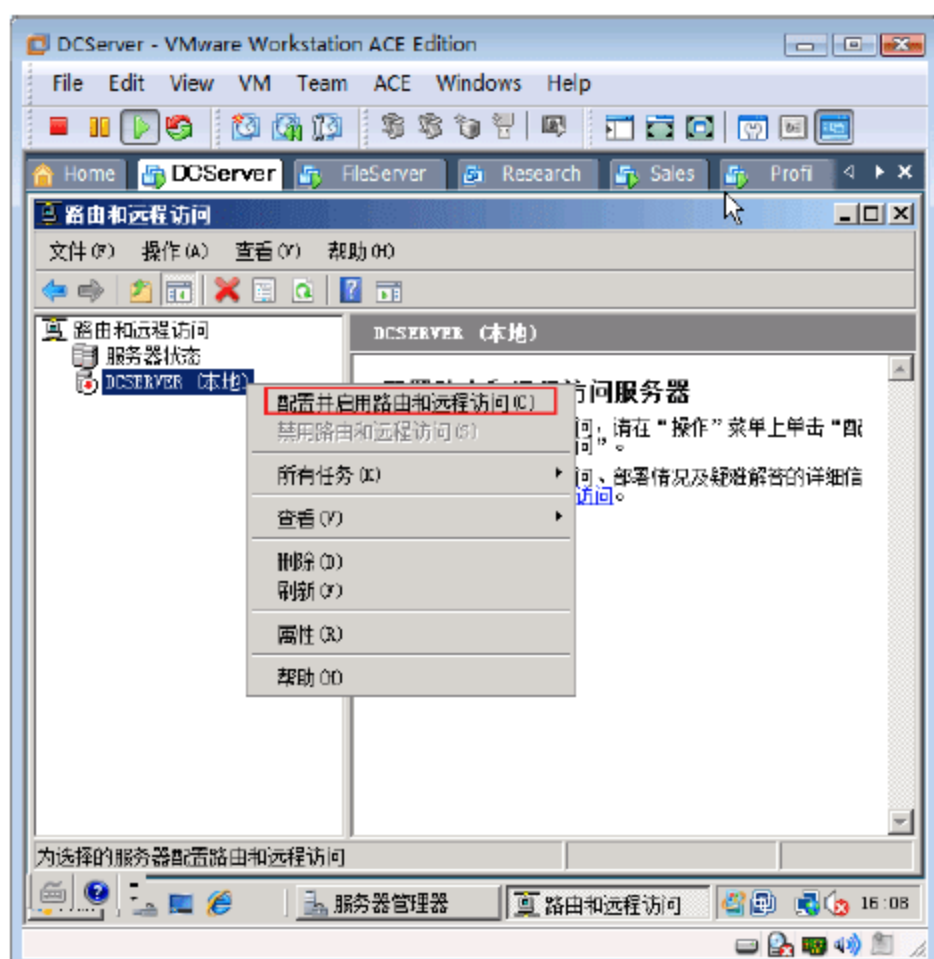 DCServer - VMware Workstation ACE Edition
File Edit View VM Team ACE Windows Help
Home DCServer FileServer Research Sales Profi
路由和远程访问
文件(F) 操作(A) 查看(V) 帮助(H)
路由和远程访问
服务器状态
DCSERVER (本地)
DCSERVER (本地)
访问服务器
问，请在“操作”菜单上单击“配
问”。
问、部署情况及疑难解答的详细信
访问。
配置并启用路由和远程访问(C)
禁用路由和远程访问(S)
所有任务(K)
查看(V)
删除(D)
刷新(F)
属性(R)
帮助(H)
为选择的服务器配置路由和远程访问
服务器管理器 路由和远程访问 16:08